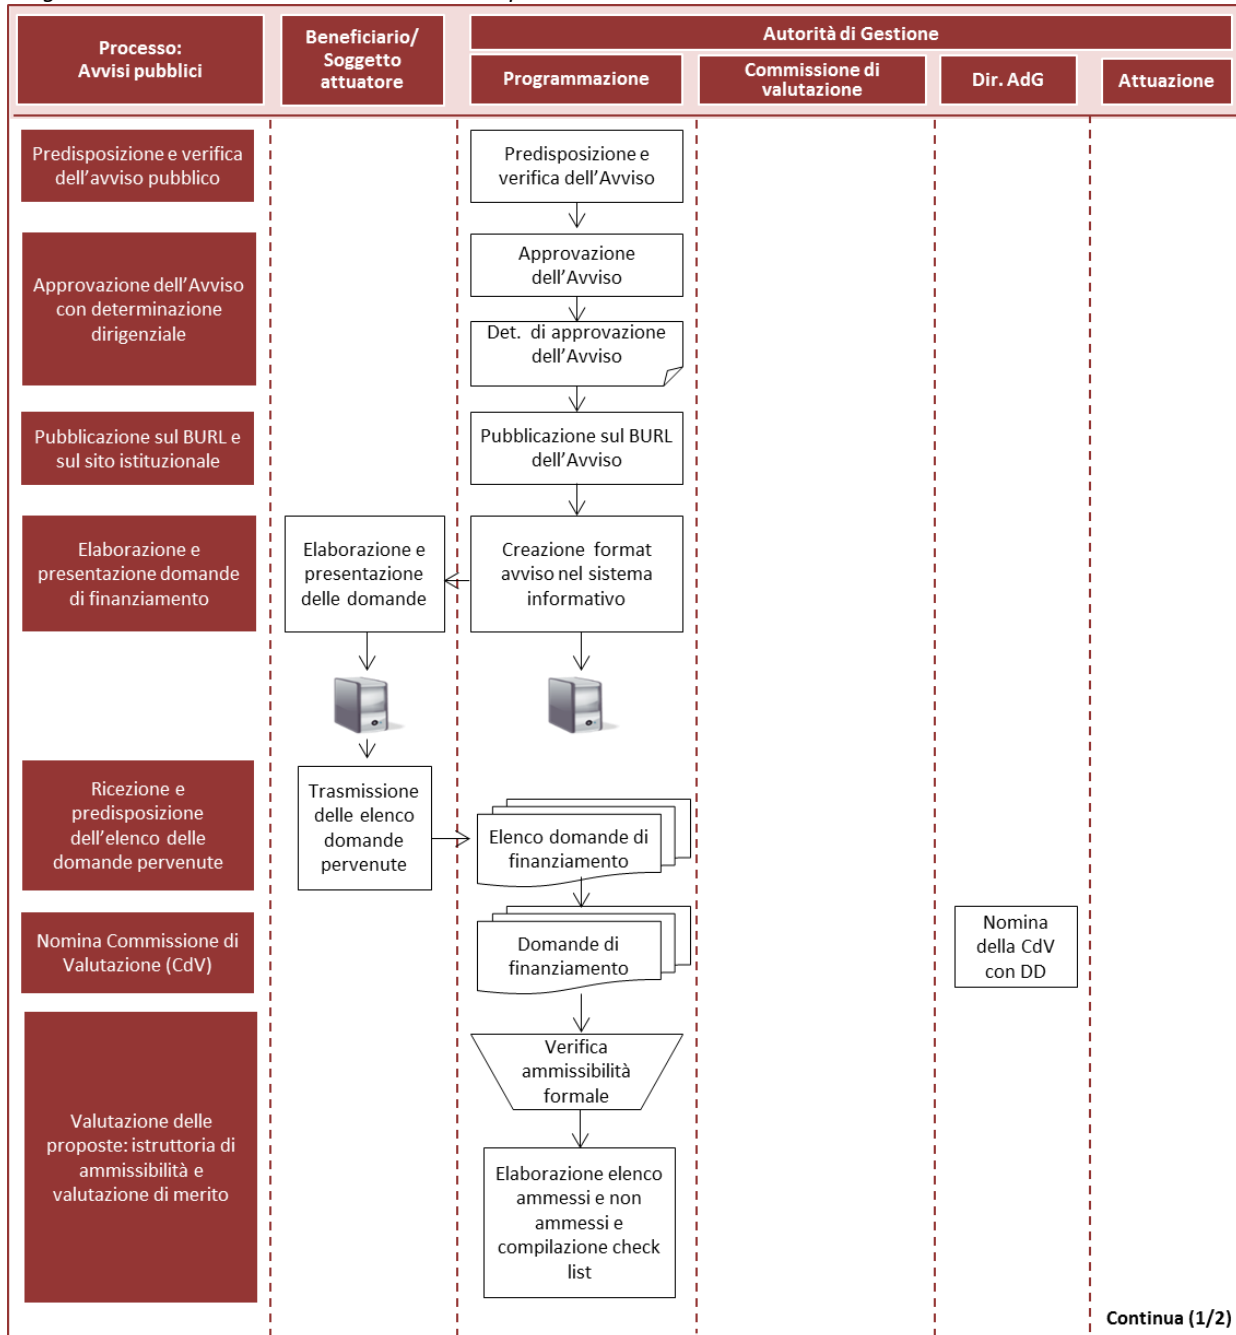 Processo:
Avvisi pubblici
Beneficiario/
Soggetto
attuatore
Autorità di Gestione
Programmazione
Commissione di
valutazione
Dir. AdG
Attuazione
Predisposizione e verifica
dell'avviso pubblico
Predisposizione e
verifica dell'Avviso
Approvazione dell'Avviso
con determinazione
dirigenziale
Approvazione
dell'Avviso
Det. di approvazione
dell'Avviso
Pubblicazione sul BURL e
sul sito istituzionale
Pubblicazione sul BURL
dell'Avviso
Elaborazione e
presentazione domande
di finanziamento
Elaborazione e
presentazione
delle domande
Creazione format
avviso nel sistema
informativo
Ricezione e
predisposizione
dell'elenco delle
domande pervenute
Trasmissione
delle elenco
domande
pervenute
Elenco domande di
finanziamento
Nomina Commissione di
Valutazione (CdV)
Domande di
finanziamento
Nomina
della CdV
con DD
Valutazione delle
proposte: istruttoria di
ammissibilità e
valutazione di merito
Verifica
ammissibilità
formale
Elaborazione elenco
ammessi e non
ammessi e
compilazione check
list
Continua (1/2)